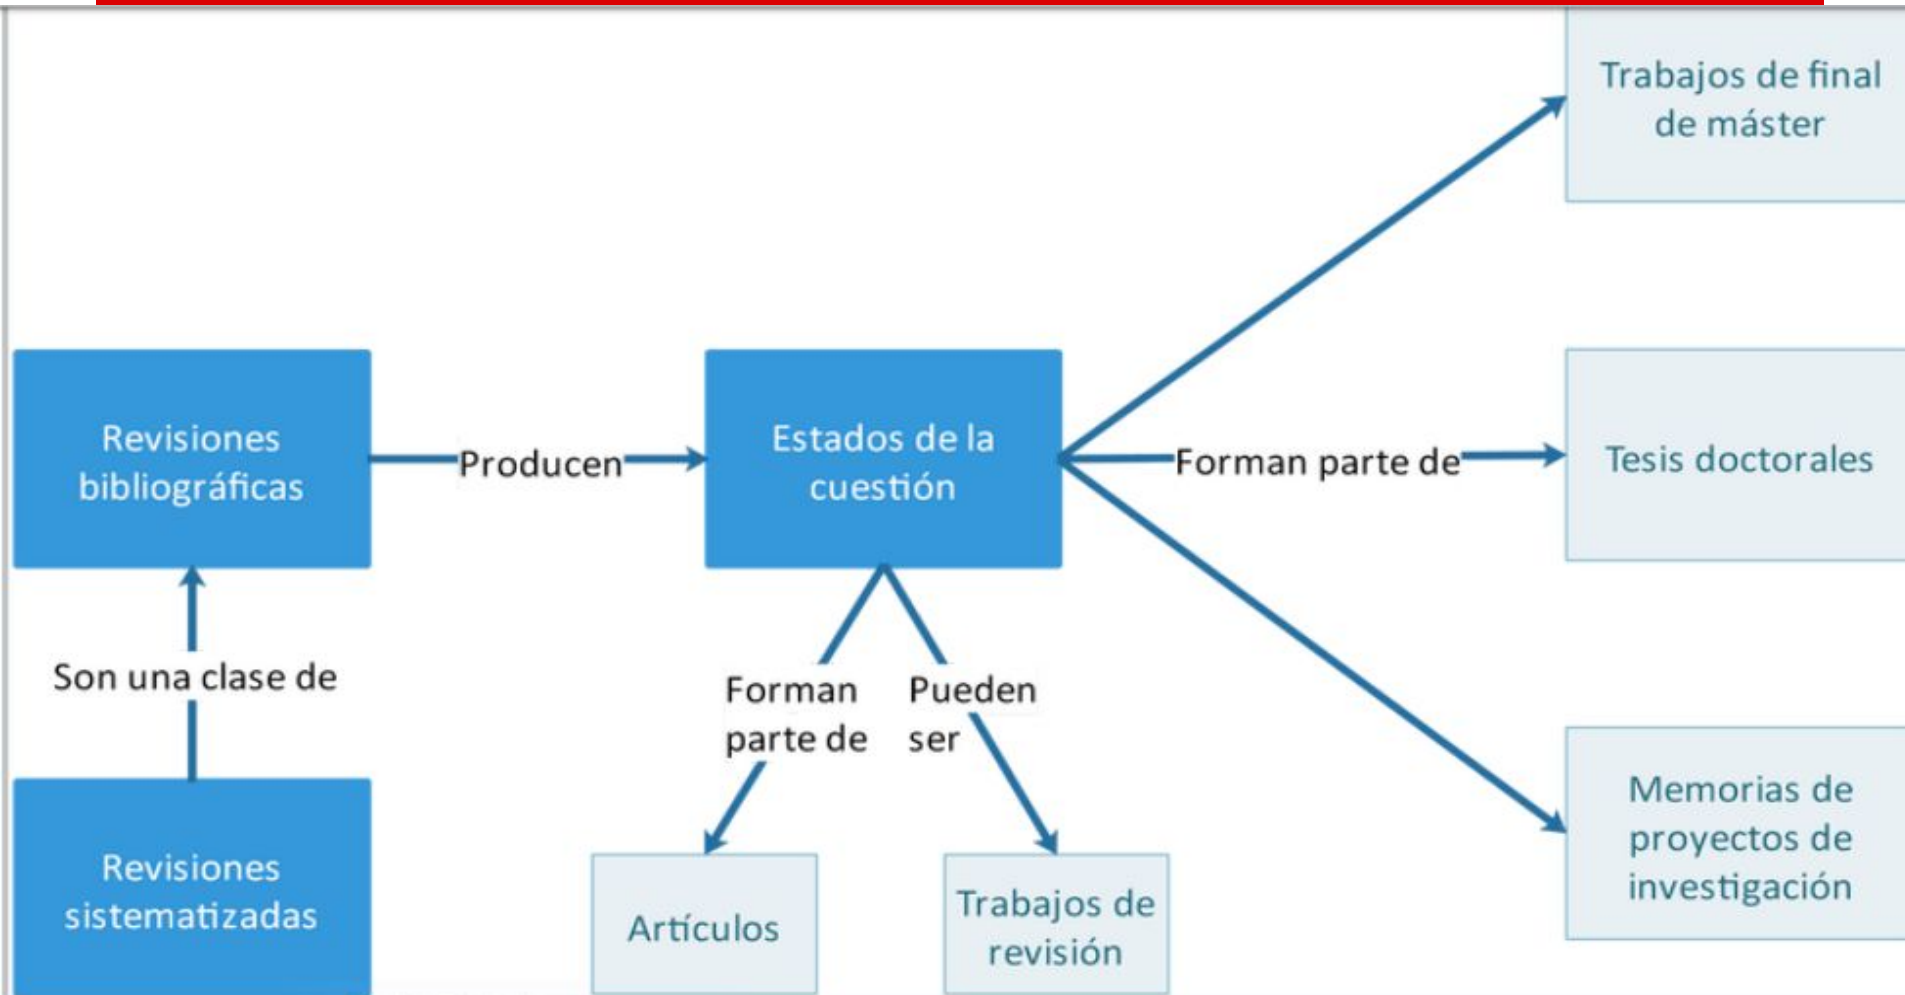 Trabajos de final
de máster
Revisiones
bibliográficas
Producen
Estados de la
cuestión
Forman parte de
Tesis doctorales
Son una clase de
Forman
parte de
Pueden
ser
Memorias de
proyectos de
investigación
Revisiones
sistematizadas
Artículos
Trabajos de
revisión